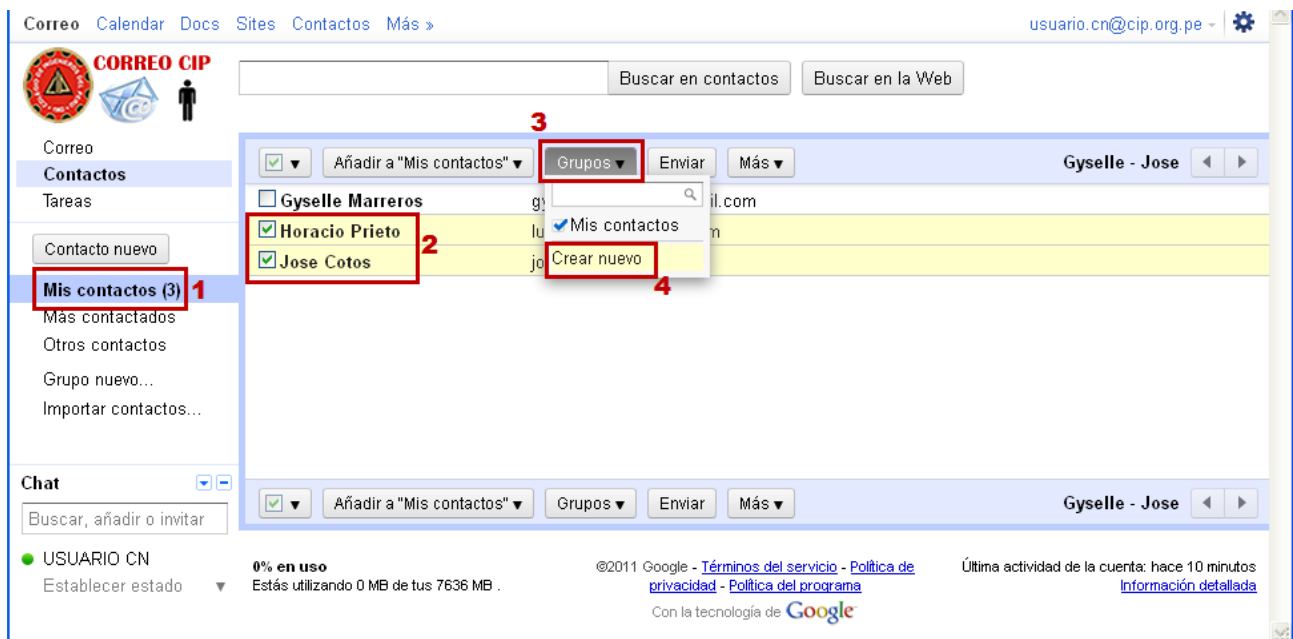 Correo Calendar Docs Sites Contactos Más »
usuario.cn@cip.org.pe
CORREO CIP
Buscar en contactos Buscar en la Web
Correo
Contactos
Tareas
Contacto nuevo
Mis contactos (3) 1
Más contactados
Otros contactos
Grupo nuevo...
Importar contactos...
3
Añadir a "Mis contactos" ▼ Grupos ▼ Enviar Más ▼ Gyselle - Jose
Gyselle Marreros gy il.com
Horacio Prieto lu m
Jose Cotos jo
2
Mis contactos
Crear nuevo
4
Añadir a "Mis contactos" ▼ Grupos ▼ Enviar Más ▼ Gyselle - Jose
Chat
Buscar, añadir o invitar
USUARIO CN
Establecer estado ▼
0% en uso
Estás utilizando 0 MB de tus 7636 MB .
©2011 Google - Términos del servicio - Política de
privacidad - Política del programa
Con la tecnología de Google
Última actividad de la cuenta: hace 10 minutos
Información detallada